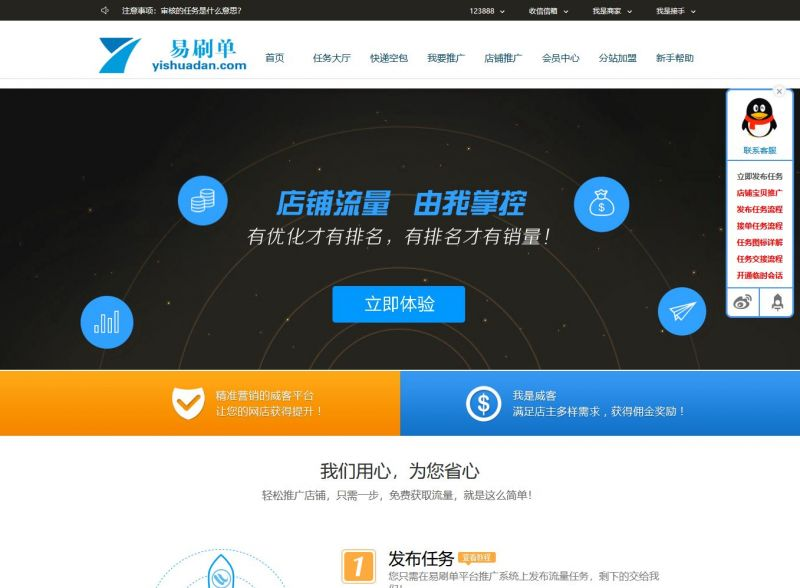 注意事项：审核的任务是什么意思?
123888
收信信箱
我是商家
我是接手
易刷单
yishuadan.com
首页
任务大厅
快递空包
我要推广
店铺推广
会员中心
分站加盟
新手帮助
联系客服
立即发布任务
店铺宝贝推广
发布任务流程
接单任务流程
任务图标详解
任务交接流程
开通临时会话
店铺流量 由我掌控
有优化才有排名，有排名才有销量！
立即体验
精准营销的威客平台
让您的网店获得提升！
我是威客
满足店主多样需求，获得佣金奖励！
我们用心，为您省心
轻松推广店铺，只需一步，免费获取流量，就是这么简单！
1
发布任务
查看教程
您只需在易刷单平台推广系统上发布流量任务，剩下的交给我